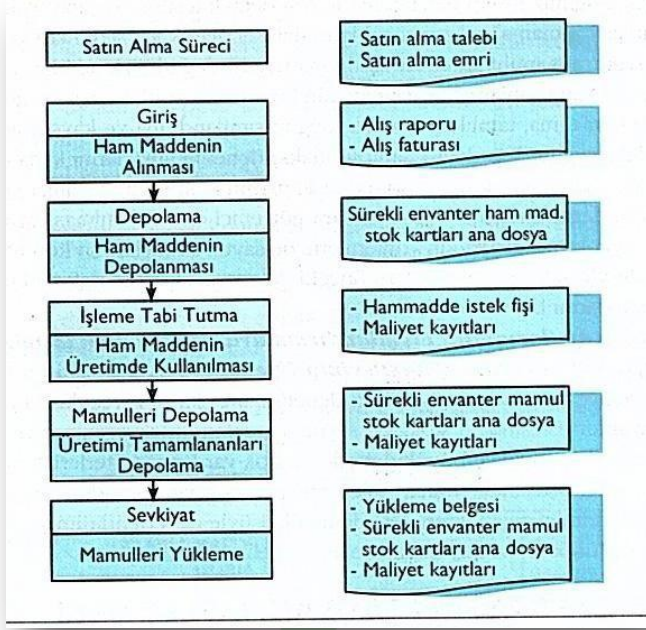 Satın Alma Süreci
- Satın alma talebi
- Satın alma emri
Giriş
Ham Maddenin
Alınması
- Alış raporu
- Alış faturası
Depolama
Ham Maddenin
Depolanması
Sürekli envanter ham mad.
stok kartları ana dosya
İşleme Tabi Tutma
Ham Maddenin
Üretimde Kullanılması
- Hammadde istek fişi
- Maliyet kayıtları
Mamulleri Depolama
Üretimi Tamamlananları
Depolama
- Sürekli envanter mamul
stok kartları ana dosya
- Maliyet kayıtları
Sevkiyat
Mamulleri Yükleme
- Yükleme belgesi
- Sürekli envanter mamul
stok kartları ana dosya
- Maliyet kayıtları